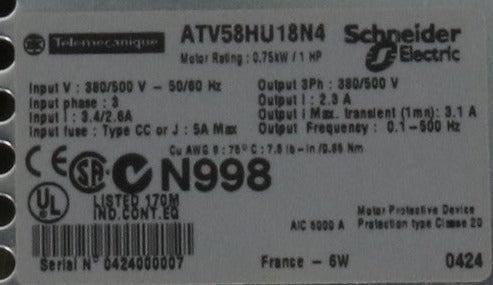 Telemecanique
ATV58HU18N4
Schneider Electric
Motor Rating : 0.75kW / 1 HP
Input V : 380/500 V - 50/60 Hz
Input phase : 3
Input I : 3.4/2.6A
Input fuse : Type CC or J : 5A Max
Output 3Ph : 380/500 V
Output I : 2.3 A
Output I Max. transient (1mn): 3.1 A
Output Frequency : 0.1-500 Hz
Cu AWG 8 : 75° C : 7.5 lb-in/0.85 Nm
CE SA C N998
UL LISTED 170M
IND.CONT.EQ
AIC 5000 A
Motor Protective Device
Protection type Classe 20
Serial N° 0424000007
France - 6W
0424